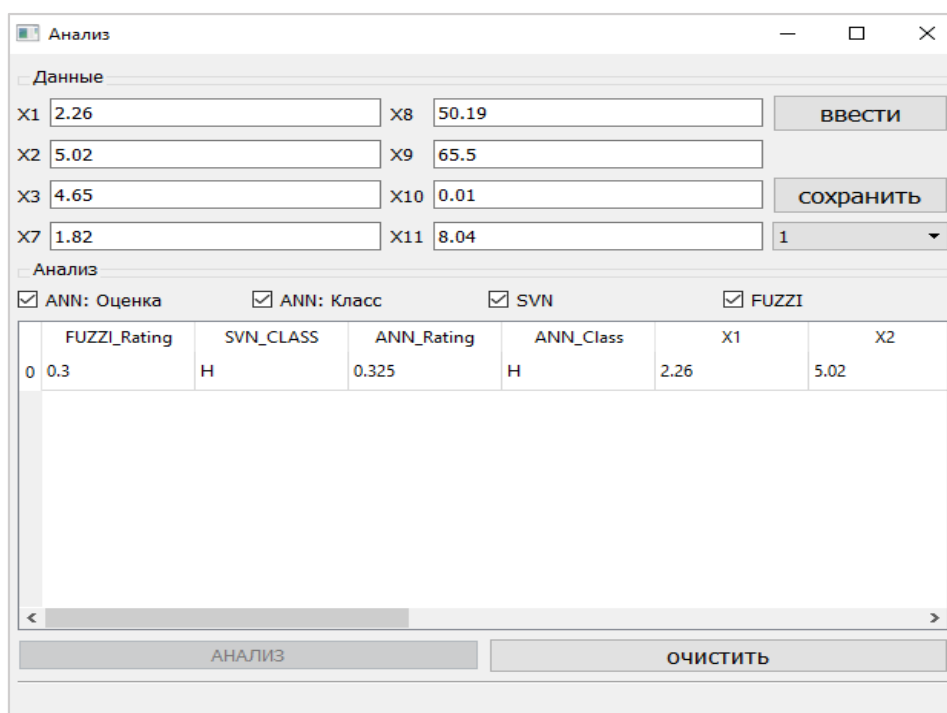 Анализ
Данные
X1 2.26 X8 50.19 ввести
X2 5.02 X9 65.5
X3 4.65 X10 0.01 сохранить
X7 1.82 X11 8.04 1
Анализ
ANN: Оценка ANN: Класс SVN FUZZI
FUZZI_Rating SVN_CLASS ANN_Rating ANN_Class X1 X2
0 0.3 Н 0.325 Н 2.26 5.02
АНАЛИЗ ОЧИСТИТЬ